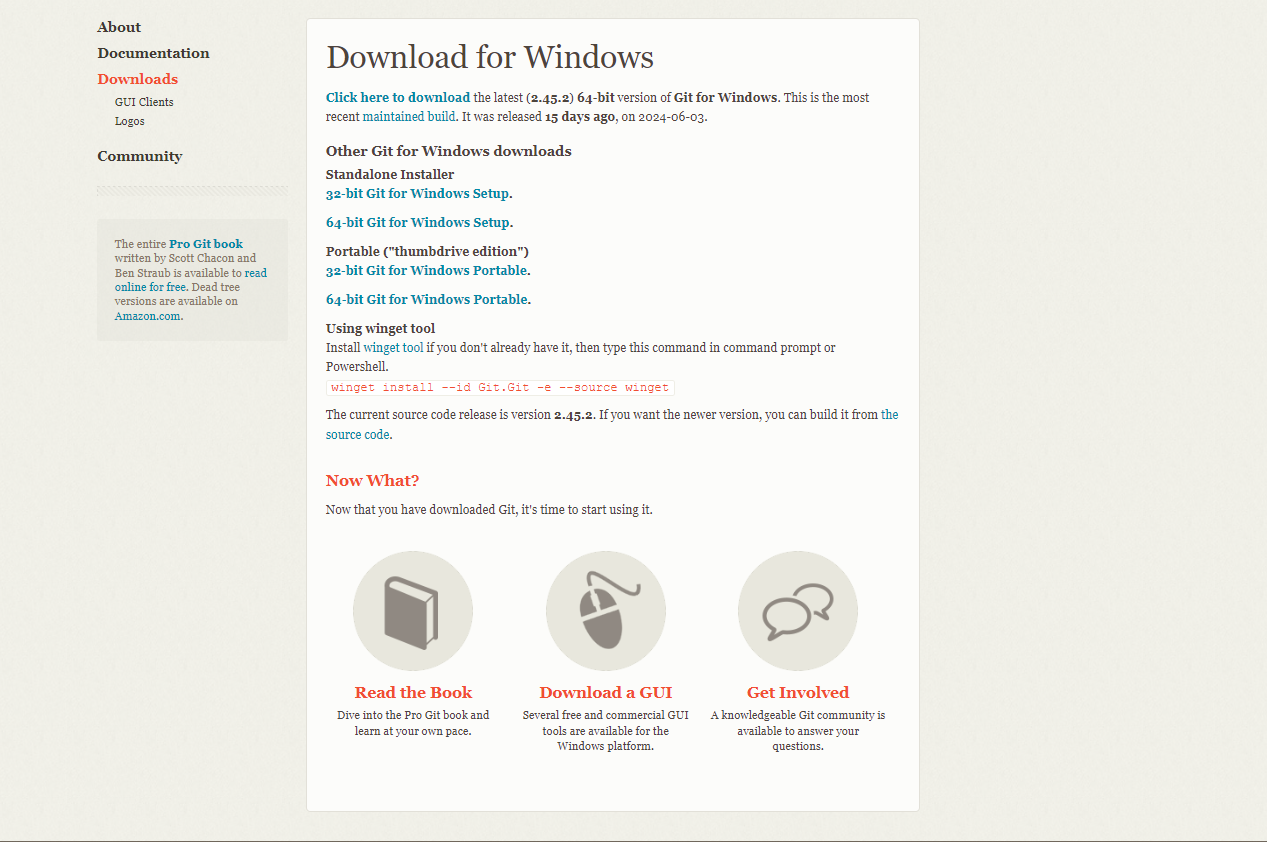 About
Documentation
Downloads
GUI Clients
Logos
Community
The entire Pro Git book
written by Scott Chacon and
Ben Straub is available to read
online for free. Dead tree
versions are available on
Amazon.com.
Download for Windows
Click here to download the latest (2.45.2) 64-bit version of Git for Windows. This is the most
recent maintained build. It was released 15 days ago, on 2024-06-03.
Other Git for Windows downloads
Standalone Installer
32-bit Git for Windows Setup.
64-bit Git for Windows Setup.
Portable ("thumbdrive edition")
32-bit Git for Windows Portable.
64-bit Git for Windows Portable.
Using winget tool
Install winget tool if you don't already have it, then type this command in command prompt or
Powershell.
winget install --id Git.Git -e --source winget
The current source code release is version 2.45.2. If you want the newer version, you can build it from the
source code.
Now What?
Now that you have downloaded Git, it's time to start using it.
Read the Book
Dive into the Pro Git book and
learn at your own pace.
Download a GUI
Several free and commercial GUI
tools are available for the
Windows platform.
Get Involved
A knowledgeable Git community is
available to answer your
questions.